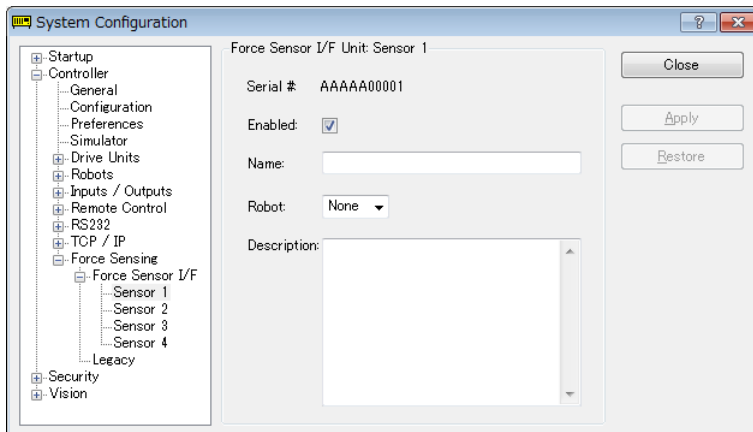 System Configuration
Startup
Controller
General
Configuration
Preferences
Simulator
Drive Units
Robots
Inputs / Outputs
Remote Control
RS232
TCP / IP
Force Sensing
Force Sensor I/F
Sensor 1
Sensor 2
Sensor 3
Sensor 4
Legacy
Security
Vision
Force Sensor I/F Unit: Sensor 1
Serial #: AAAAA00001
Enabled:
Name:
Robot: None
Description:
Close
Apply
Restore